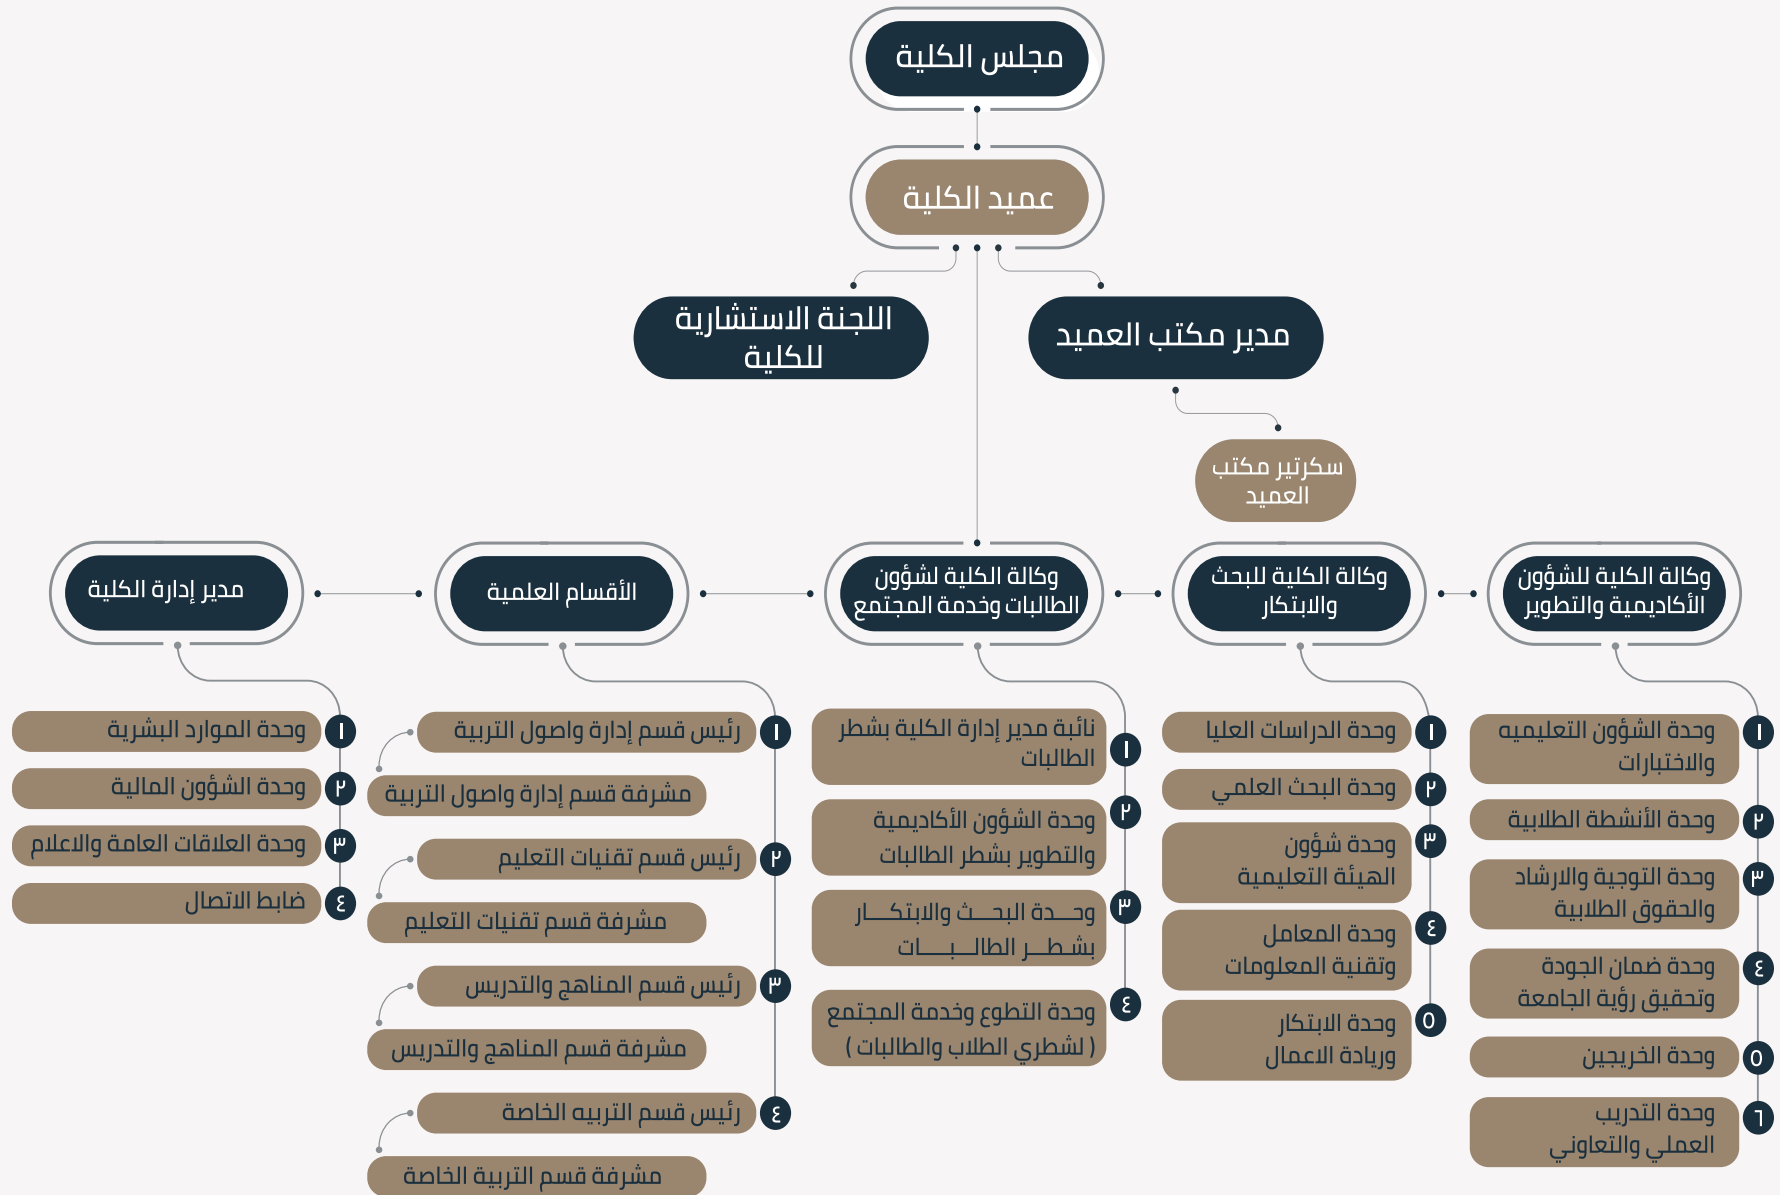 مجلس الكلية
عميد الكلية
مدير مكتب العميد
اللجنة الاستشارية
للكلية
سكرتير مكتب
العميد
وكالة الكلية للشؤون
الأكاديمية والتطوير
١
وحدة الشؤون التعليميه
والاختبارات
٢
وحدة الأنشطة الطلابية
٣
وحدة التوجية والارشاد
والحقوق الطلابية
٤
وحدة ضمان الجودة
وتحقيق رؤية الجامعة
٥
وحدة الخريجين
٦
وحدة التدريب
العملي والتعاوني
وكالة الكلية للبحث
والابتكار
١
وحدة الدراسات العليا
٢
وحدة البحث العلمي
٣
وحدة شؤون
الهيئة التعليمية
٤
وحدة المعامل
وتقنية المعلومات
٥
وحدة الابتكار
وريادة الاعمال
وكالة الكلية لشؤون
الطالبات وخدمة المجتمع
١
نائبة مدير إدارة الكلية بشطر
الطالبات
٢
وحدة الشؤون الأكاديمية
والتطوير بشطر الطالبات
٣
وحـــدة البحـــث والابتكـــار
بشـطـــر الطالـــبـــــات
٤
وحدة التطوع وخدمة المجتمع
( لشطري الطلاب والطالبات )
الأقسام العلمية
١
رئيس قسم إدارة واصول التربية
مشرفة قسم إدارة واصول التربية
٢
رئيس قسم تقنيات التعليم
مشرفة قسم تقنيات التعليم
٣
رئيس قسم المناهج والتدريس
مشرفة قسم المناهج والتدريس
٤
رئيس قسم التربيه الخاصة
مشرفة قسم التربية الخاصة
مدير إدارة الكلية
١
وحدة الموارد البشرية
٢
وحدة الشؤون المالية
٣
وحدة العلاقات العامة والاعلام
٤
ضابط الاتصال